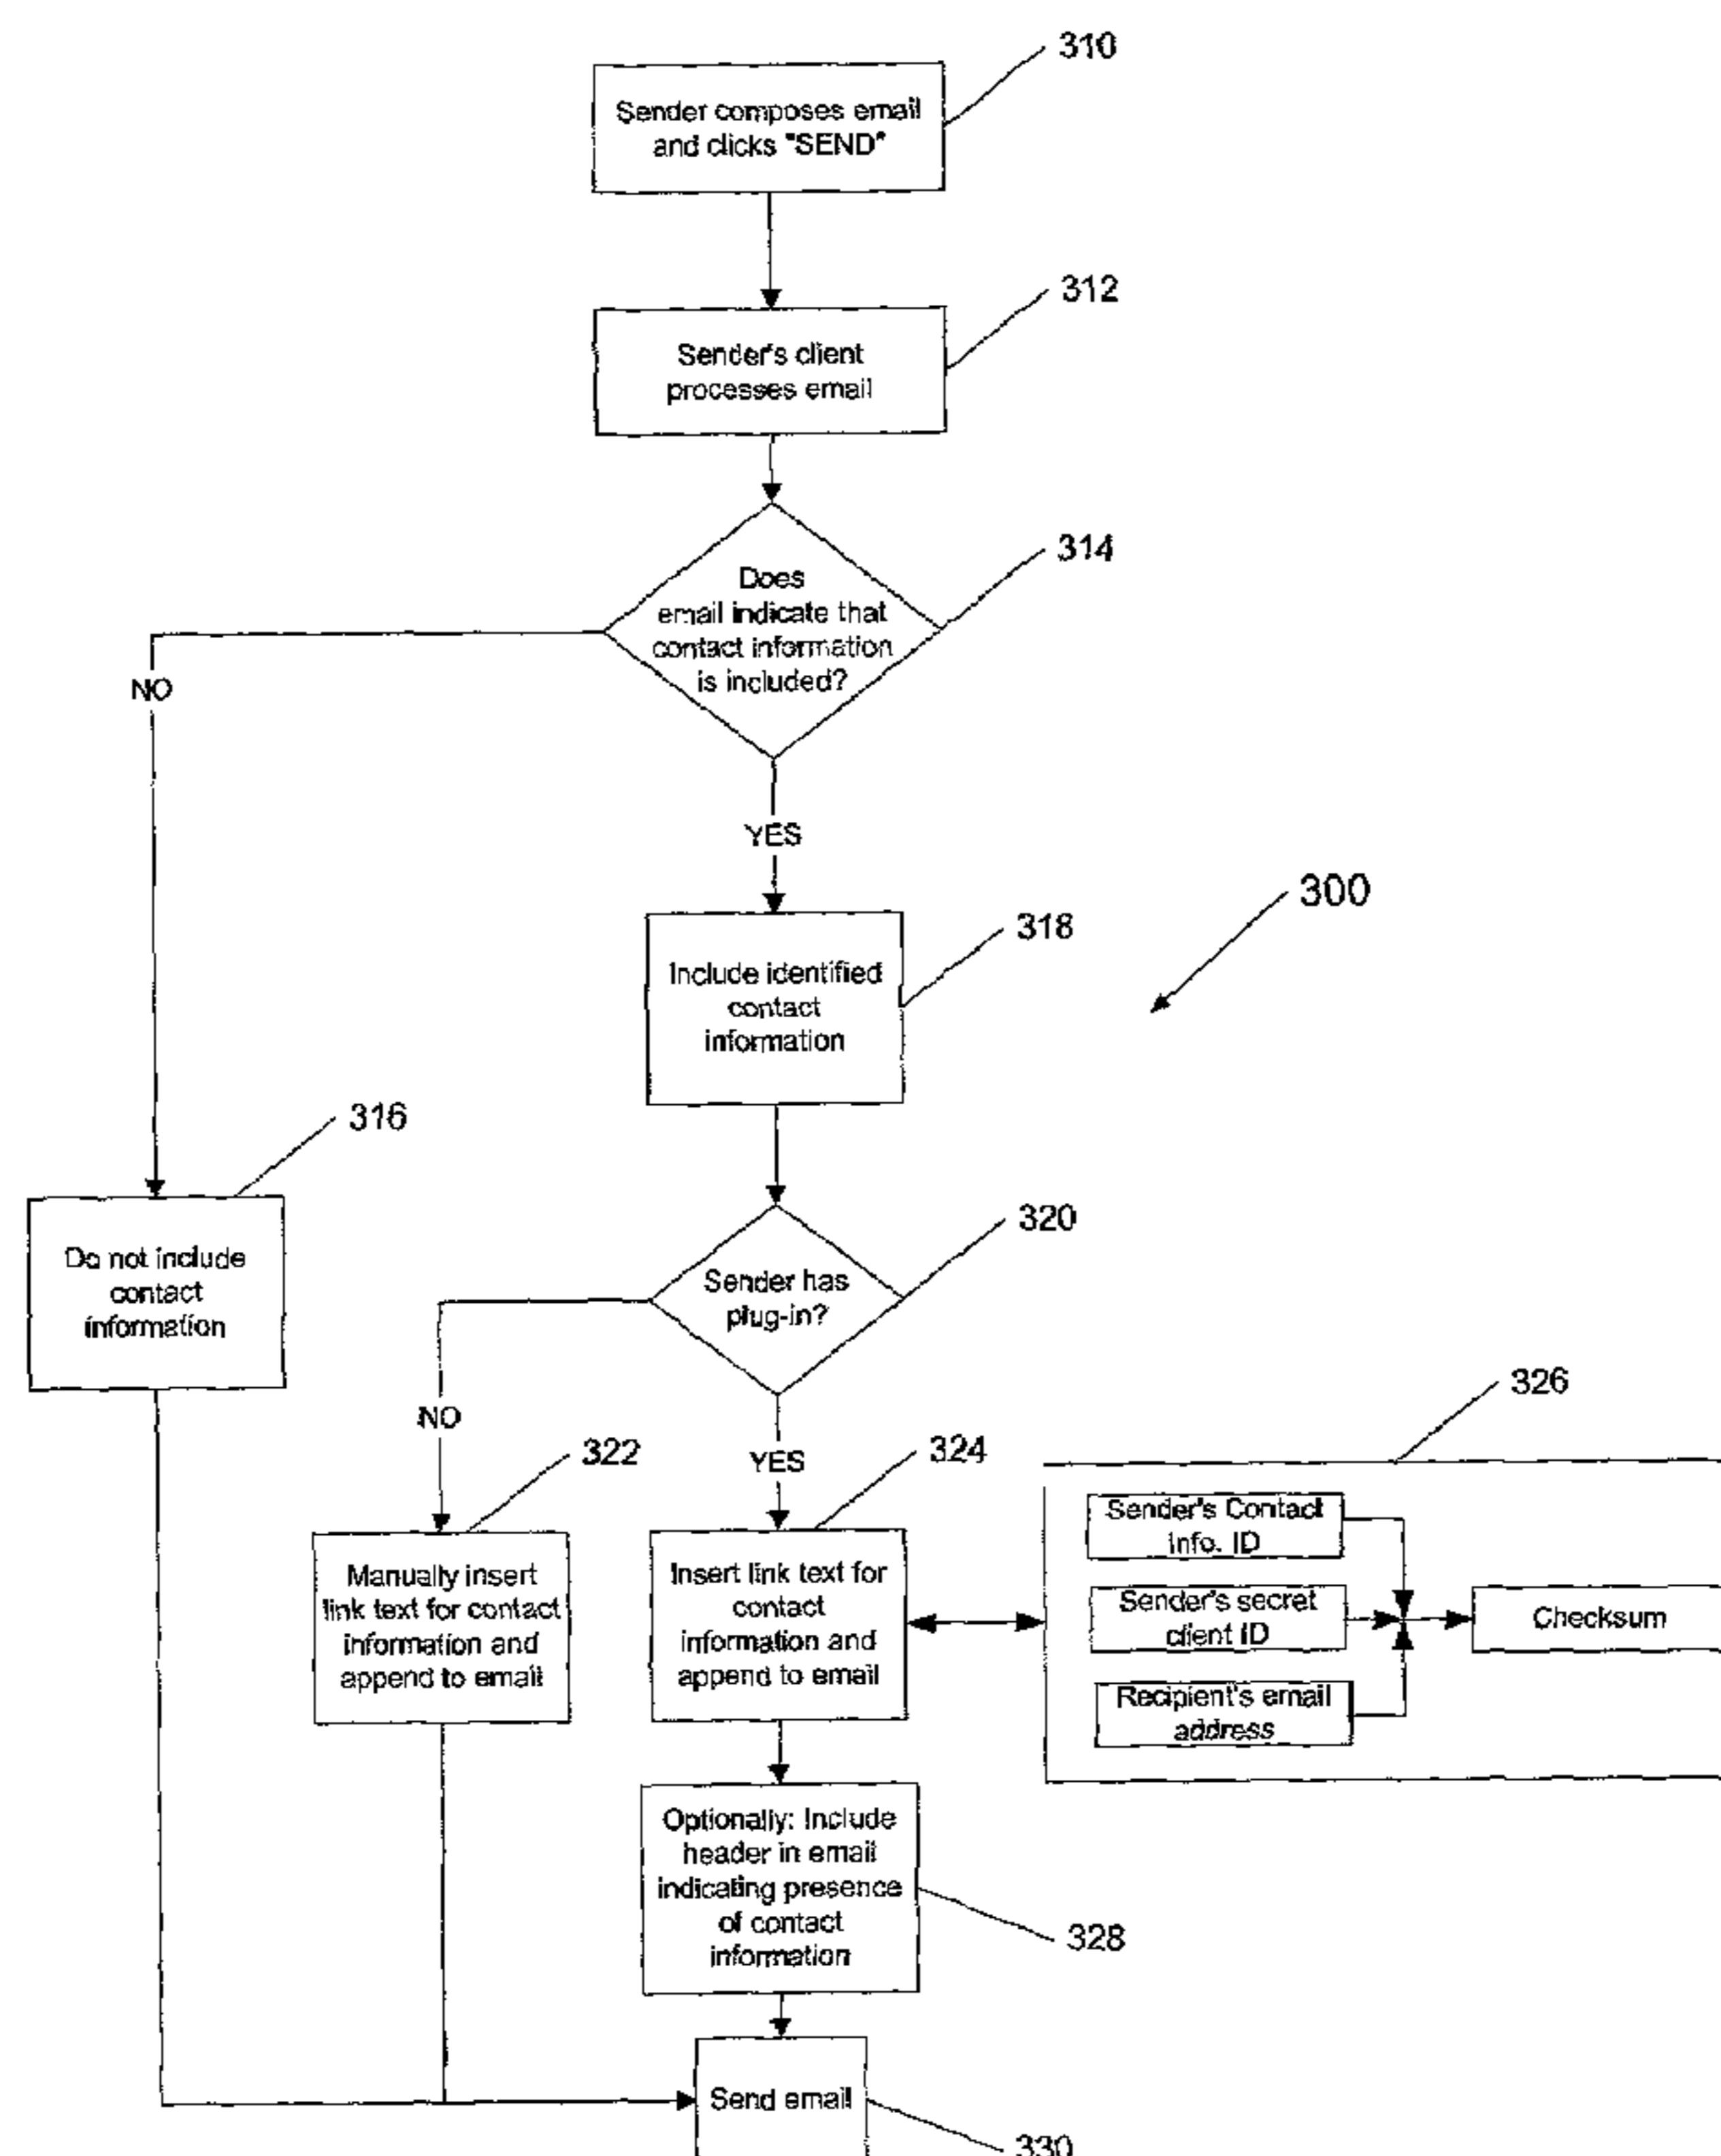 310
Sender composes email
and clicks "SEND"
312
Sender's client
processes email
314
Does
email indicate that
contact information
is included?
NO
YES
300
318
Include identified
contact
information
316
Do not include
contact
information
320
Sender has
plug-in?
NO
YES
322
Manually insert
link text for contact
information and
append to email
324
Insert link text for
contact
information and
append to email
326
Sender's Contact
Info. ID
Sender's secret
client ID
Recipient's email
address
Checksum
Optionally: Include
header in email
indicating presence
of contact
information
328
Send email
330